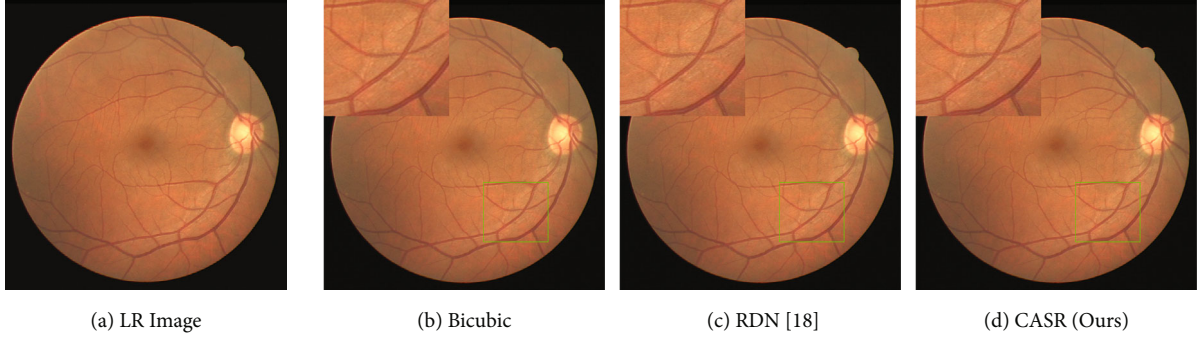 (a) LR Image
(b) Bicubic
(c) RDN [18]
(d) CASR (Ours)